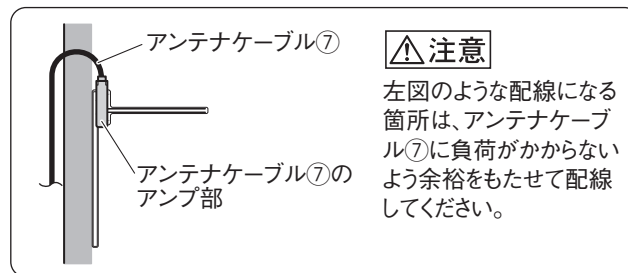 アンテナケーブル⑦
アンテナケーブル⑦の
アンプ部
注意
左図のような配線になる
箇所は、アンテナケーブ
ル⑦に負荷がかからない
よう余裕をもたせて配線
してください。